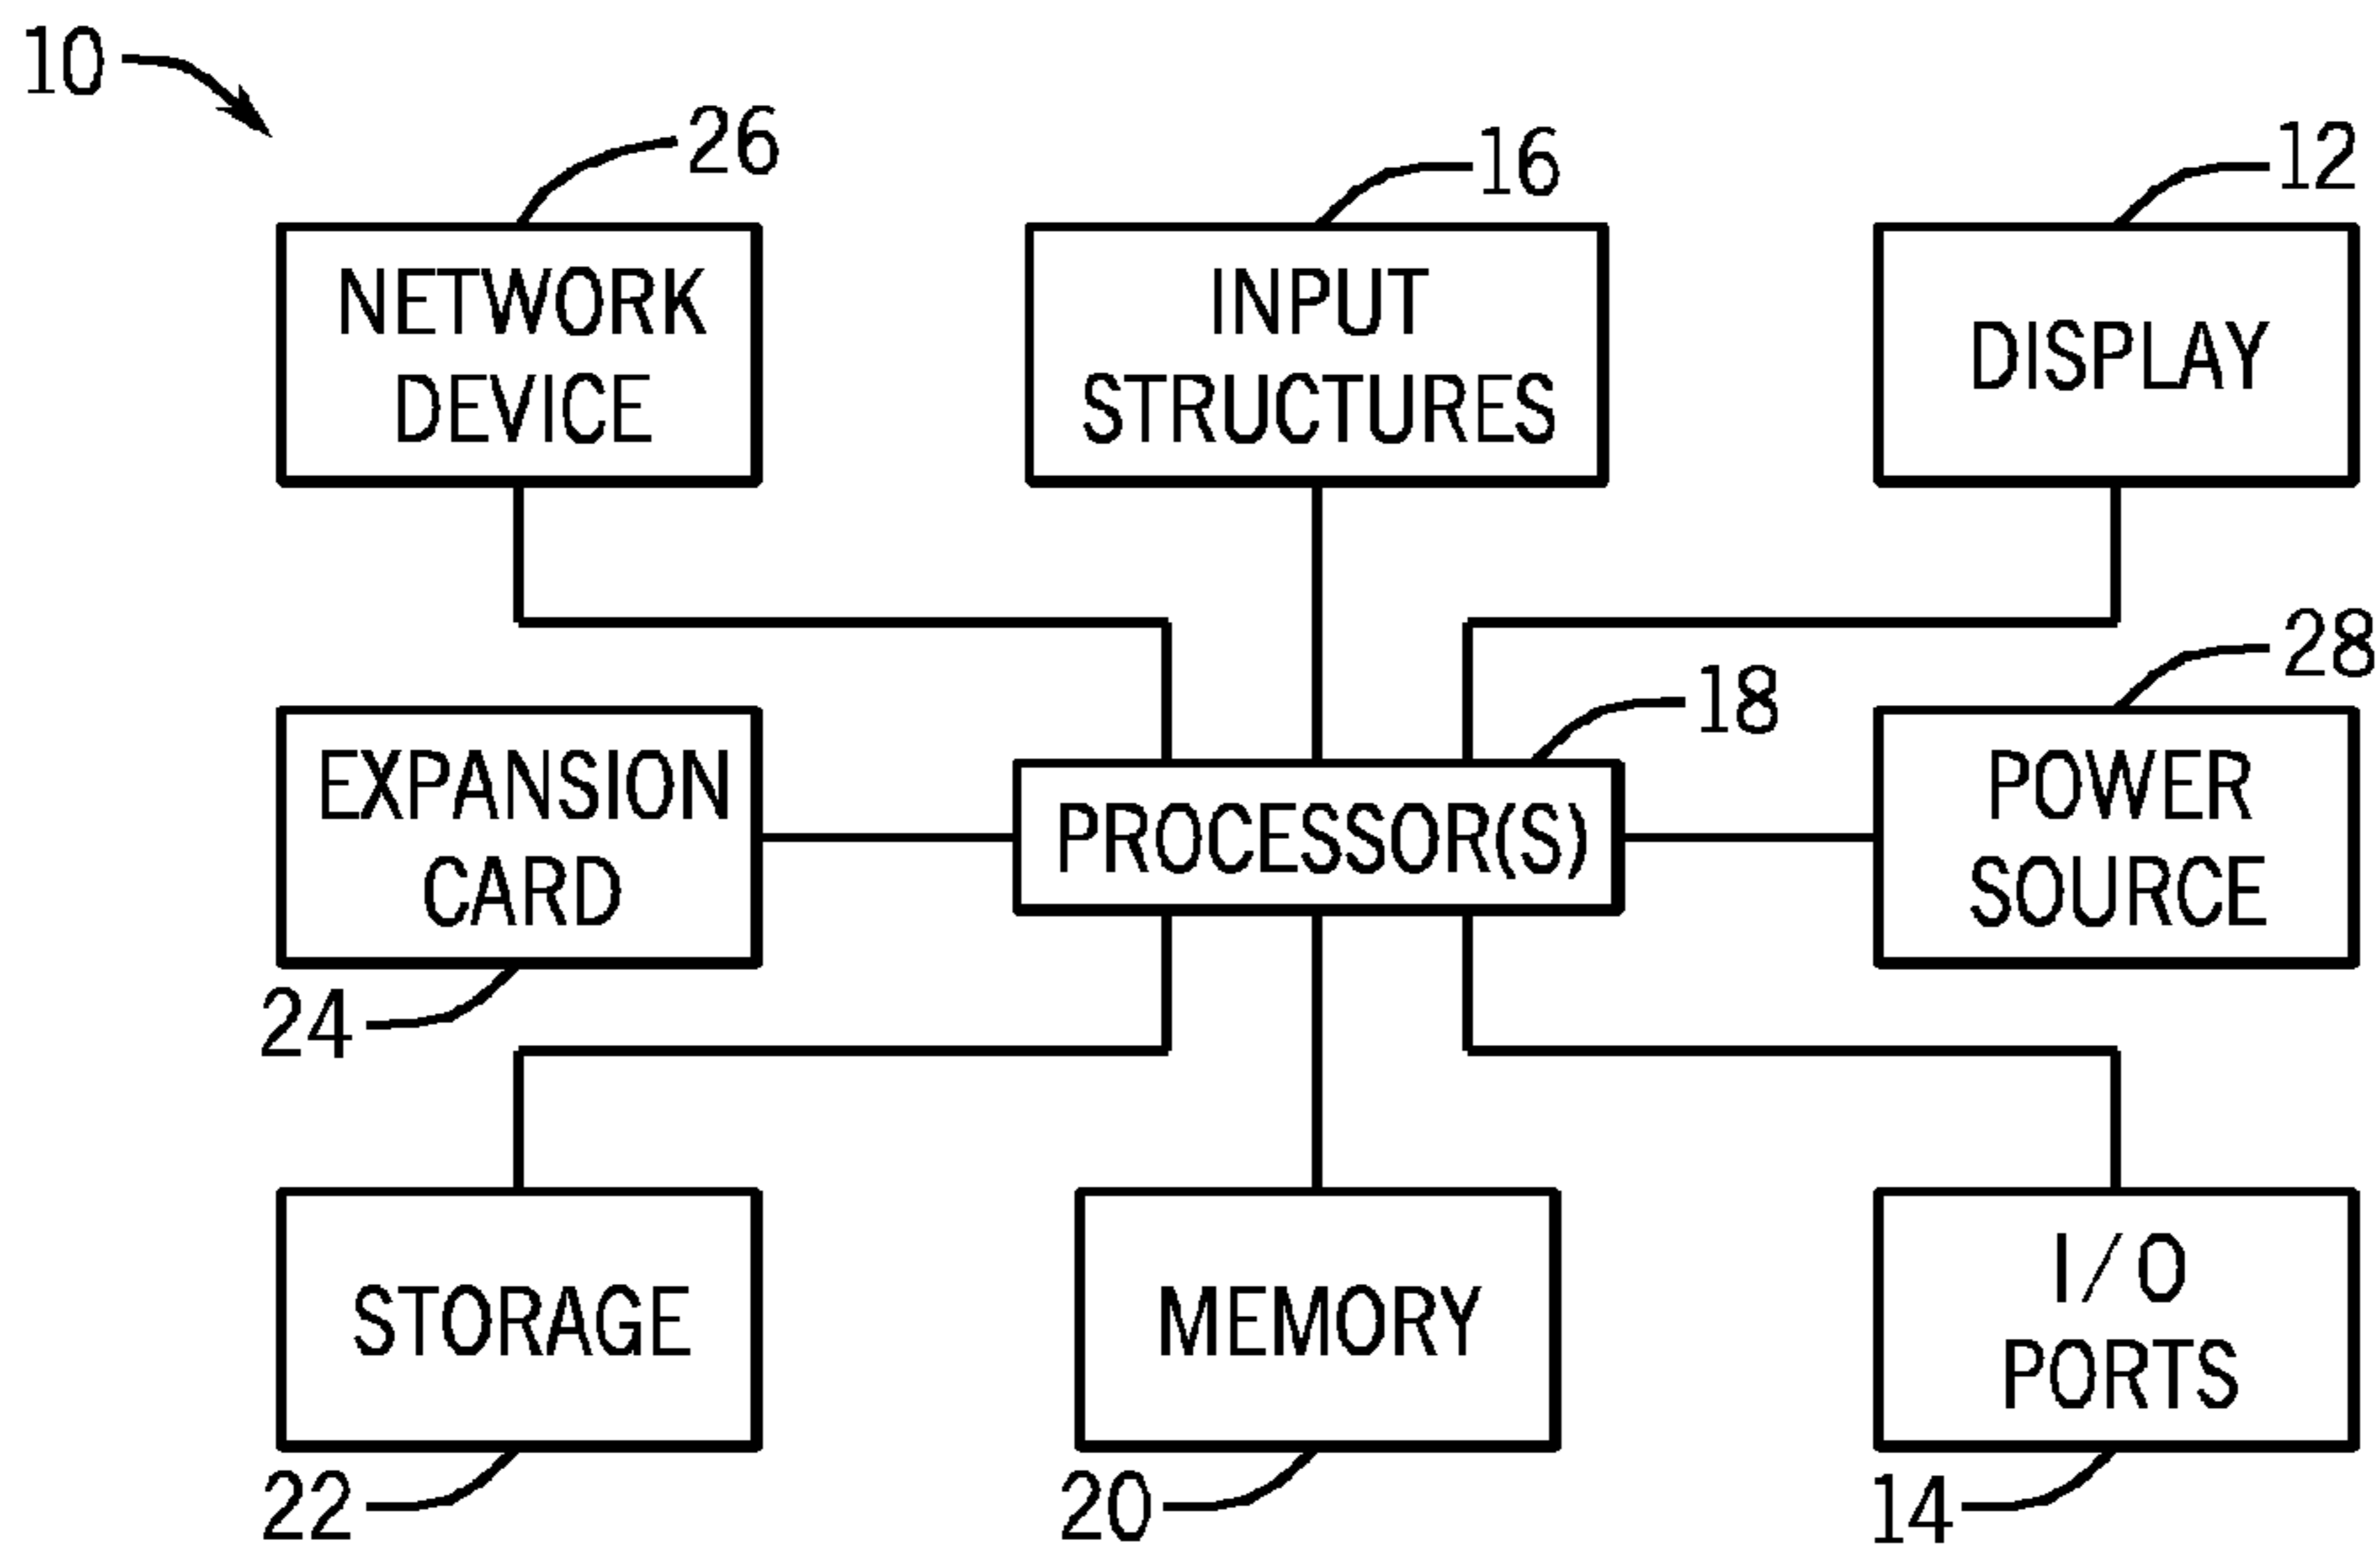 10
26
16
12
NETWORK
DEVICE
INPUT
STRUCTURES
DISPLAY
28
18
EXPANSION
CARD
PROCESSOR(S)
POWER
SOURCE
24
STORAGE
MEMORY
I/O
PORTS
22
20
14